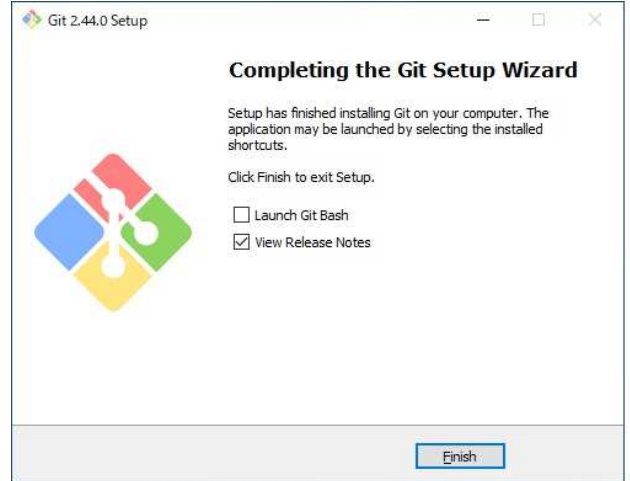 Git 2.44.0 Setup
Completing the Git Setup Wizard
Setup has finished installing Git on your computer. The
application may be launched by selecting the installed
shortcuts.
Click Finish to exit Setup.
Launch Git Bash
View Release Notes
Finish